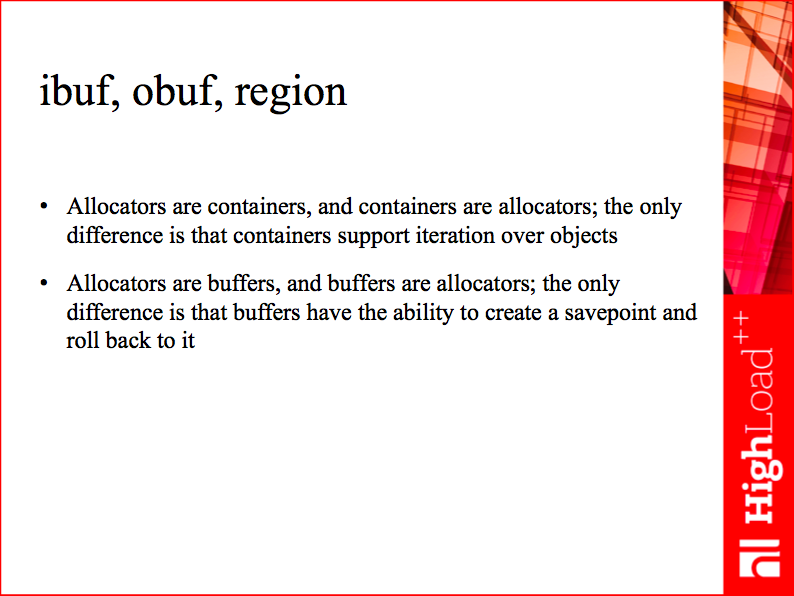 ibuf, obuf, region
• Allocators are containers, and containers are allocators; the only
difference is that containers support iteration over objects
• Allocators are buffers, and buffers are allocators; the only
difference is that buffers have the ability to create a savepoint and
roll back to it
HighLoad++